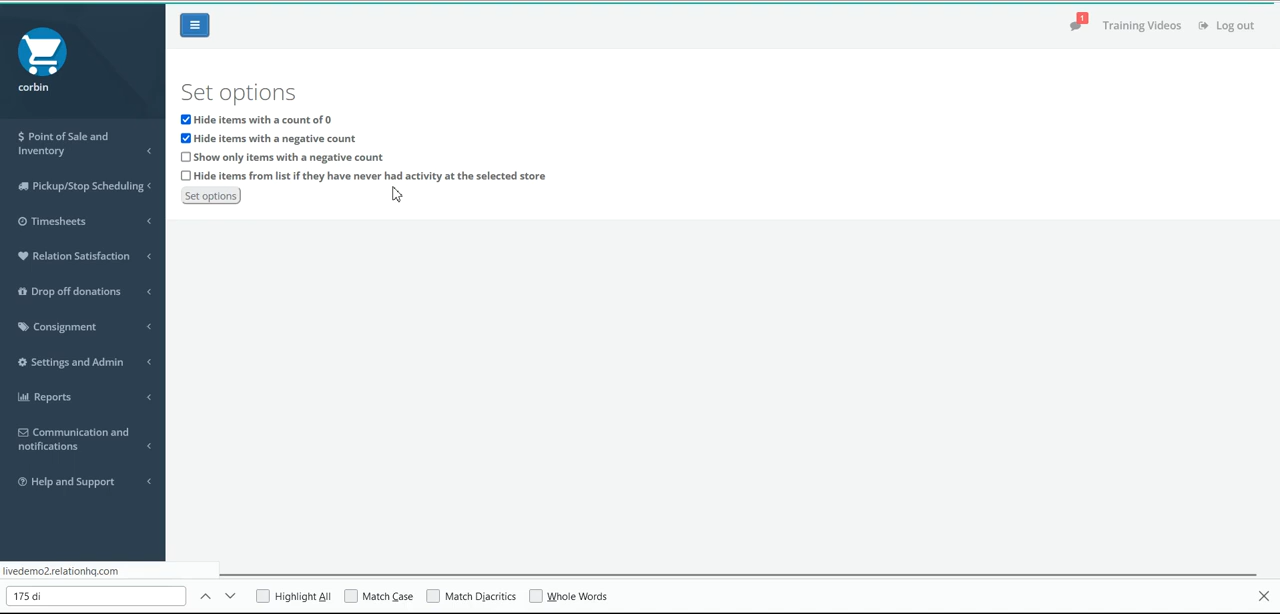 corbin
$ Point of Sale and
Inventory
Pickup/Stop Scheduling
Timesheets
Relation Satisfaction
Drop off donations
Consignment
Settings and Admin
Reports
Communication and
notifications
Help and Support
1
Training Videos
Log out
Set options
Hide items with a count of 0
Hide items with a negative count
Show only items with a negative count
Hide items from list if they have never had activity at the selected store
Set options
livedemo2.relationhq.com
175 di
Highlight All
Match Case
Match Diacritics
Whole Words